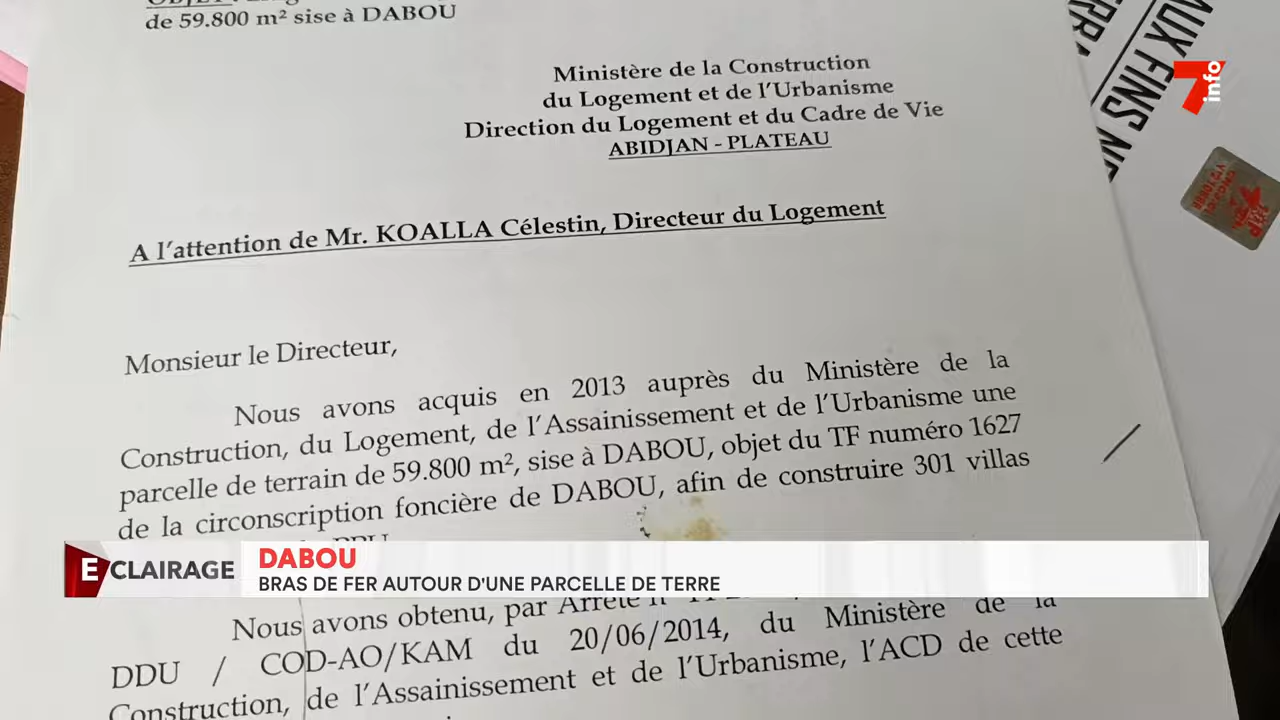 de 59.800 m² sise à DABOU
Ministère de la Construction
du Logement et de l'Urbanisme
Direction du Logement et du Cadre de Vie
ABIDJAN - PLATEAU
AUX FINS
7info
A l'attention de Mr. KOALLA Célestin, Directeur du Logement
Monsieur le Directeur,
Nous avons acquis en 2013 auprès du Ministère de la
Construction, du Logement, de l'Assainissement et de l'Urbanisme une
parcelle de terrain de 59.800 m², sise à DABOU, objet du TF numéro 1627
de la circonscription foncière de DABOU, afin de construire 301 villas
ECLAIRAGE
DABOU
BRAS DE FER AUTOUR D'UNE PARCELLE DE TERRE
Nous avons obtenu, par Arrêté n°
DDU / COD-AO/KAM du 20/06/2014, du Ministère de la
Construction, de l'Assainissement et de l'Urbanisme, l'ACD de cette